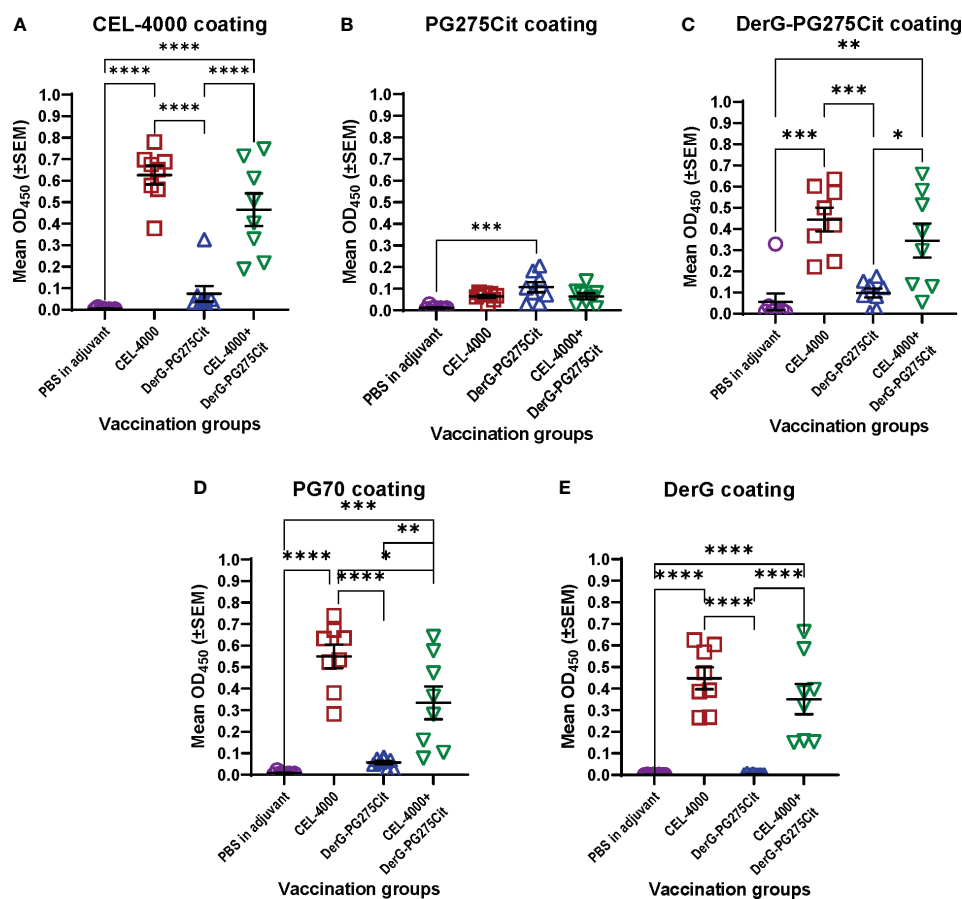 A CEL-4000 coating
****
**** ****
****
Mean OD450 (±SEM)
1.0
0.9
0.8
0.7
0.6
0.5
0.4
0.3
0.2
0.1
0.0
PBS in adjuvant
CEL-4000
DerG-PG275Cit
CEL-4000+
DerG-PG275Cit
Vaccination groups
B PG275Cit coating
***
Mean OD450 (±SEM)
1.0
0.9
0.8
0.7
0.6
0.5
0.4
0.3
0.2
0.1
0.0
PBS in adjuvant
CEL-4000
DerG-PG275Cit
CEL-4000+
DerG-PG275Cit
Vaccination groups
C DerG-PG275Cit coating
**
***
*** *
Mean OD450 (±SEM)
1.0
0.9
0.8
0.7
0.6
0.5
0.4
0.3
0.2
0.1
0.0
PBS in adjuvant
CEL-4000
DerG-PG275Cit
CEL-4000+
DerG-PG275Cit
Vaccination groups
D PG70 coating
***
**
**** *
****
Mean OD450 (±SEM)
1.0
0.9
0.8
0.7
0.6
0.5
0.4
0.3
0.2
0.1
0.0
PBS in adjuvant
CEL-4000
DerG-PG275Cit
CEL-4000+
DerG-PG275Cit
Vaccination groups
E DerG coating
****
**** ****
****
Mean OD450 (±SEM)
1.0
0.9
0.8
0.7
0.6
0.5
0.4
0.3
0.2
0.1
0.0
PBS in adjuvant
CEL-4000
DerG-PG275Cit
CEL-4000+
DerG-PG275Cit
Vaccination groups